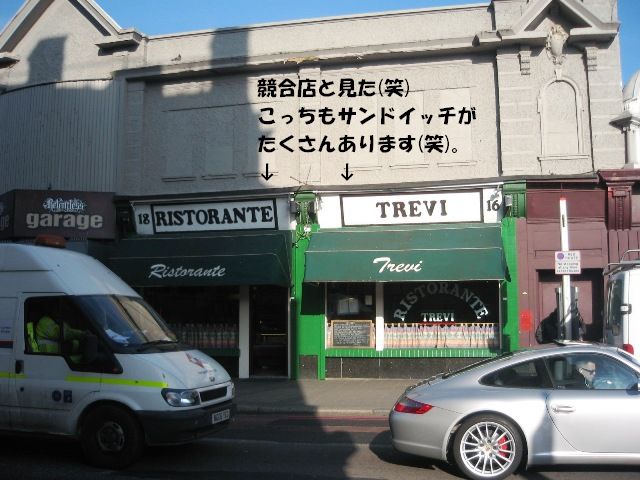 競合店と見た(笑)
こっちもサンドイッチが
たくさんあります(笑)。
↓ ↓
18 RISTORANTE
TREVI 16
Relentless
garage
Ristorante
Trevi
RISTORANTE
TREVI